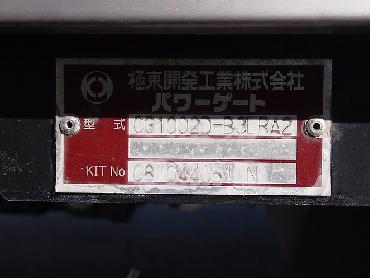 極東開発工業株式会社
パワーゲート
型 式 CG1002D-B3LRA2
KIT No